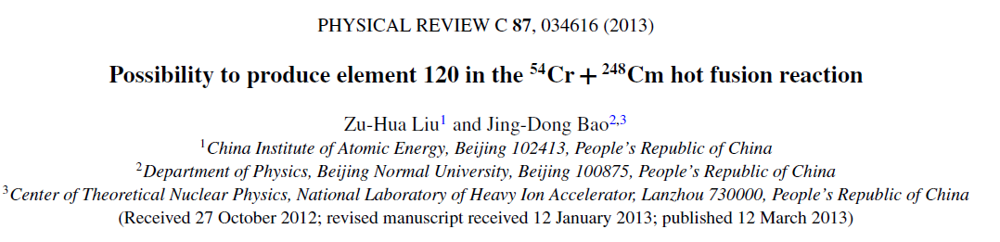 PHYSICAL REVIEW C 87, 034616 (2013)
Possibility to produce element 120 in the ⁵⁴Cr + ²⁴⁸Cm hot fusion reaction
Zu-Hua Liu¹ and Jing-Dong Bao²,³
¹China Institute of Atomic Energy, Beijing 102413, People's Republic of China
²Department of Physics, Beijing Normal University, Beijing 100875, People's Republic of China
³Center of Theoretical Nuclear Physics, National Laboratory of Heavy Ion Accelerator, Lanzhou 730000, People's Republic of China
(Received 27 October 2012; revised manuscript received 12 January 2013; published 12 March 2013)